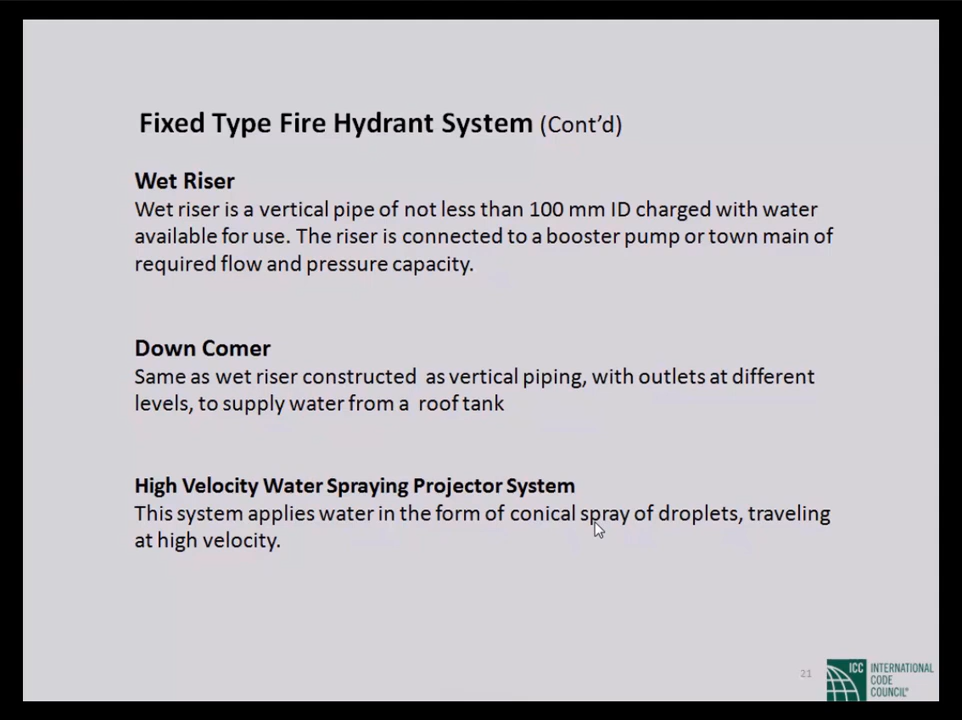 Fixed Type Fire Hydrant System (Cont’d)
Wet Riser
Wet riser is a vertical pipe of not less than 100 mm ID charged with water
available for use. The riser is connected to a booster pump or town main of
required flow and pressure capacity.
Down Comer
Same as wet riser constructed as vertical piping, with outlets at different
levels, to supply water from a roof tank
High Velocity Water Spraying Projector System
This system applies water in the form of conical spray of droplets, traveling
at high velocity.
21
ICC INTERNATIONAL
CODE
COUNCIL®